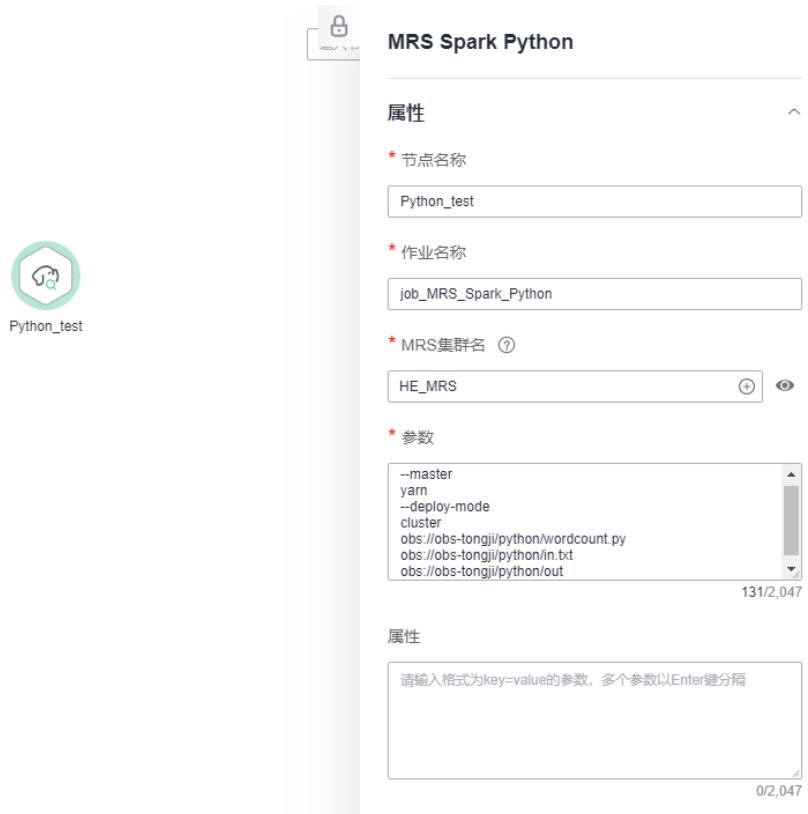 MRS Spark Python
属性
* 节点名称
Python_test
* 作业名称
job_MRS_Spark_Python
* MRS集群名
HE_MRS
* 参数
--master
yarn
--deploy-mode
cluster
obs://obs-tongji/python/wordcount.py
obs://obs-tongji/python/in.txt
obs://obs-tongji/python/out
131/2,047
属性
请输入格式为key=value的参数，多个参数以Enter键分隔
0/2,047
Python_test